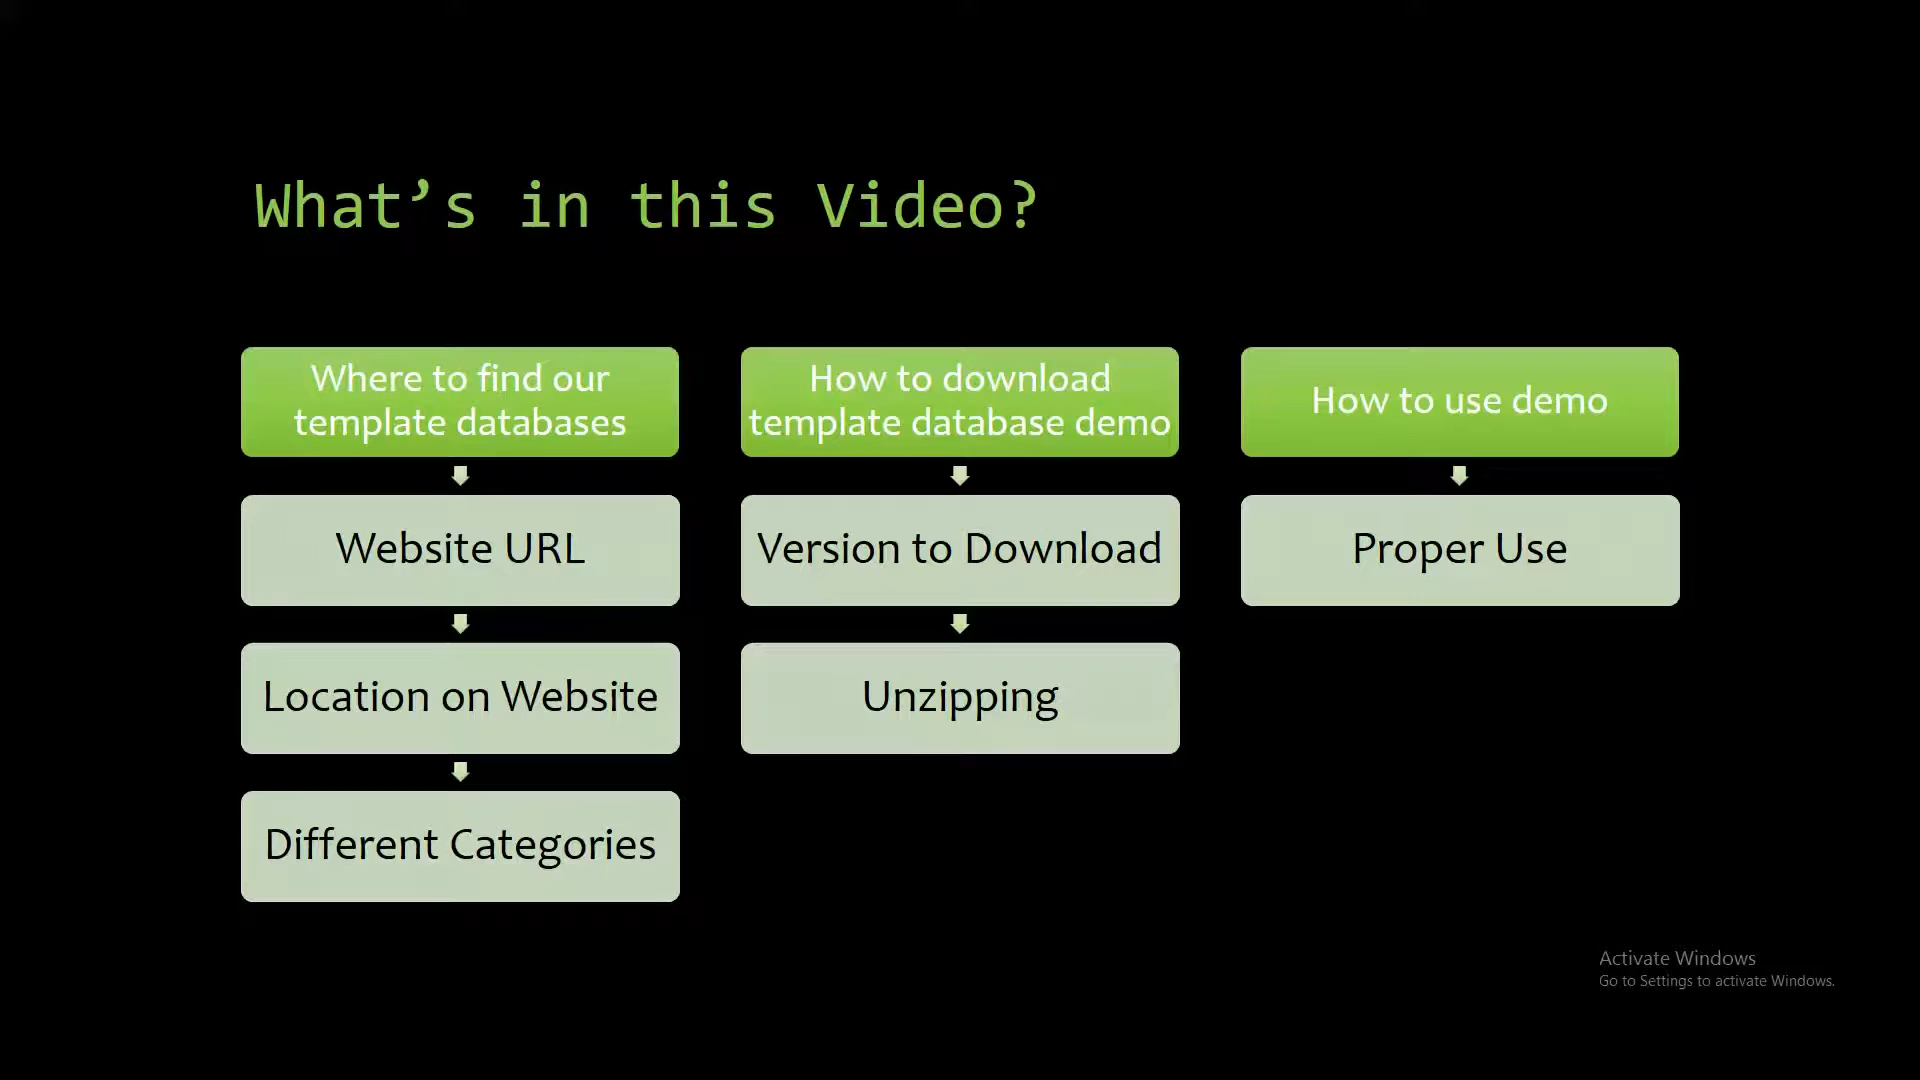 What’s in this Video?
Where to find our
template databases
Website URL
Location on Website
Different Categories
How to download
template database demo
Version to Download
Unzipping
How to use demo
Proper Use
Activate Windows
Go to Settings to activate Windows.